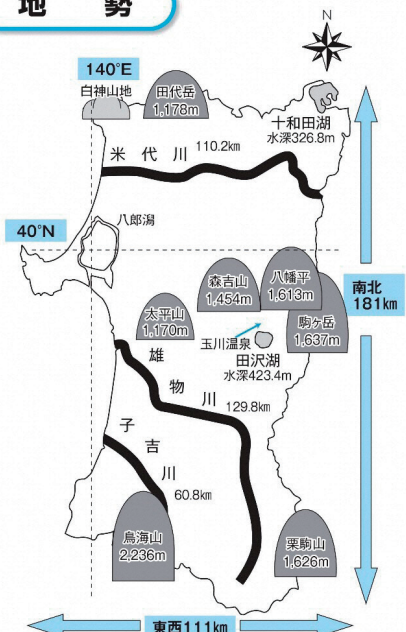 地勢
N
140°E
白神山地
田代岳
1,178m
十和田湖
水深326.8m
米代川 110.2km
40°N
八郎潟
森吉山
1,454m
八幡平
1,613m
南北
181km
太平山
1,170m
駒ヶ岳
1,637m
玉川温泉
田沢湖
水深423.4m
雄物川
129.8km
子吉川
60.8km
鳥海山
2,236m
栗駒山
1,626m
東西111km